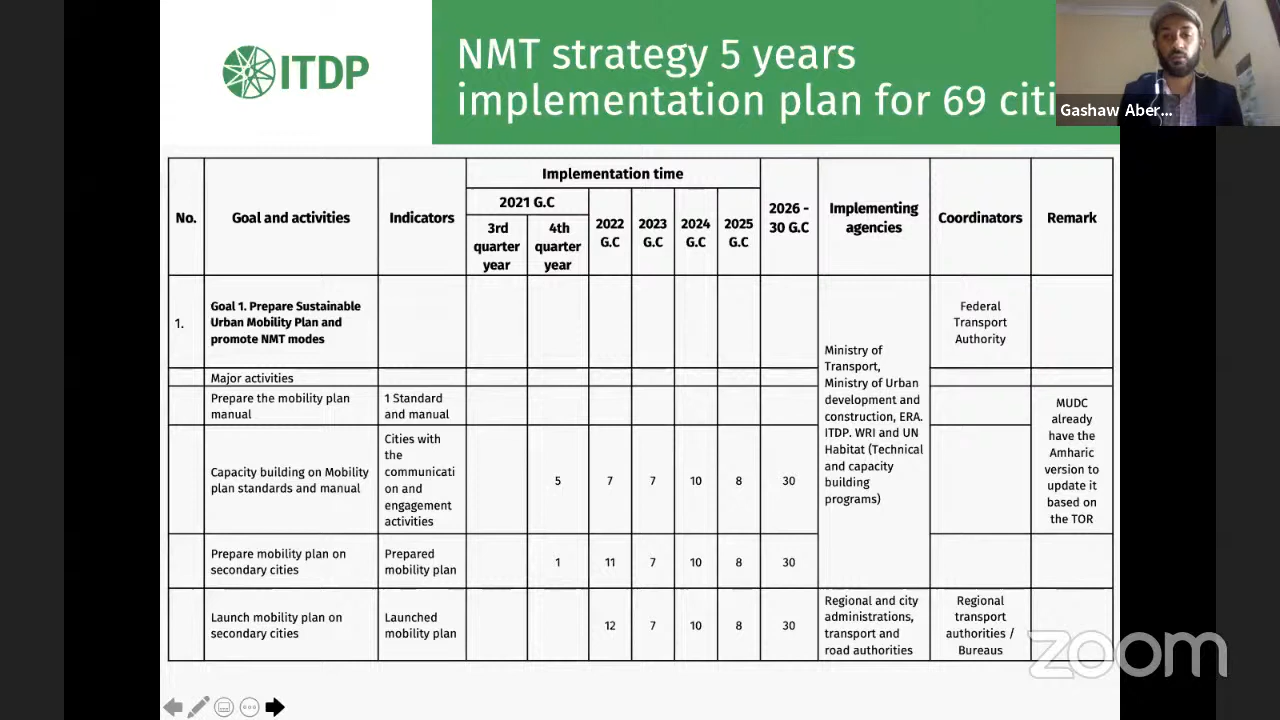 ITDP
NMT strategy 5 years
implementation plan for 69 citi
Gashaw Aber...
No.
Goal and activities
Indicators
Implementation time
2021 G.C
3rd
quarter
year
4th
quarter
year
2022
G.C
2023
G.C
2024
G.C
2025
G.C
2026 -
30 G.C
Implementing
agencies
Coordinators
Remark
1.
Goal 1. Prepare Sustainable
Urban Mobility Plan and
promote NMT modes
Federal
Transport
Authority
Ministry of
Transport,
Ministry of Urban
development and
construction, ERA.
ITDP. WRI and UN
Habitat (Technical
and capacity
building
programs)
Major activities
Prepare the mobility plan
manual
1 Standard
and manual
MUDC
already
have the
Amharic
version to
update it
based on
the TOR
Capacity building on Mobility
plan standards and manual
Cities with
the
communicati
on and
engagement
activities
5 7 7 10 8 30
Prepare mobility plan on
secondary cities
Prepared
mobility plan
1 11 7 10 8 30
Launch mobility plan on
secondary cities
Launched
mobility plan
12 7 10 8 30
Regional and city
administrations,
transport and
road authorities
Regional
transport
authorities /
Bureaus
zoom